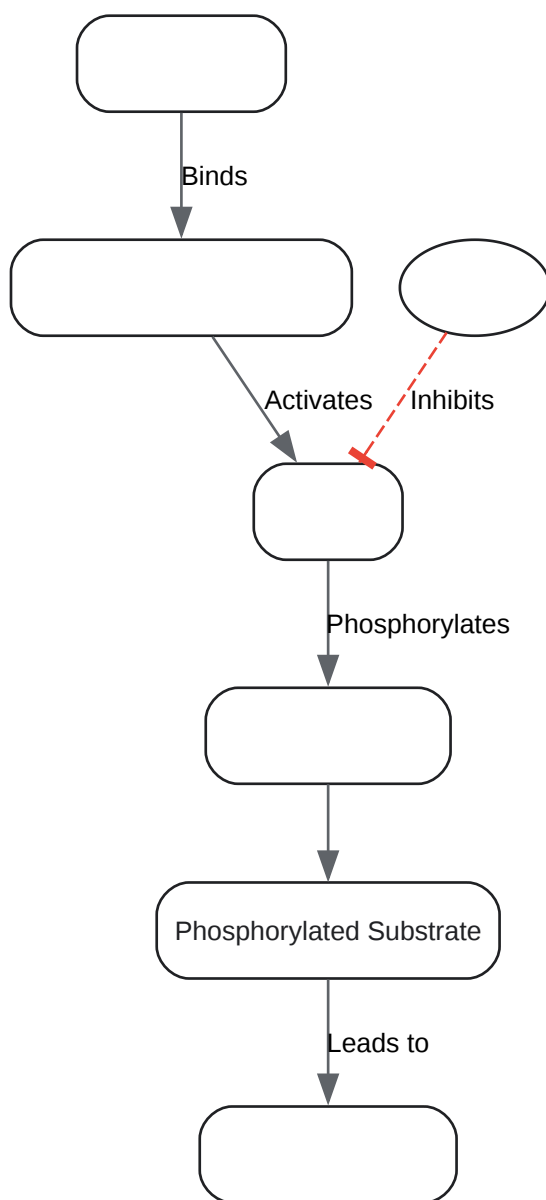 Binds
Activates
Inhibits
Phosphorylates
Phosphorylated Substrate
Leads to